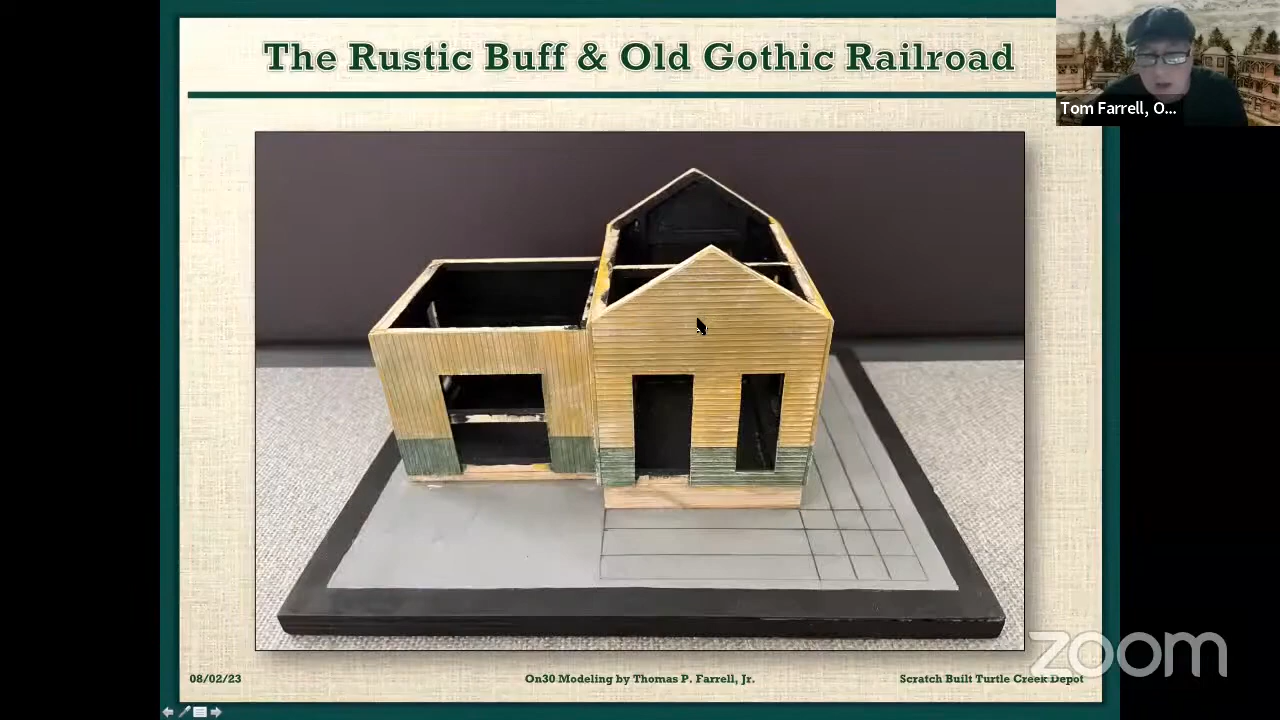 The Rustic Buff & Old Gothic Railroad
Tom Farrell, O...
zoom
08/02/23
On30 Modeling by Thomas P. Farrell, Jr.
Scratch Built Turtle Creek Depot